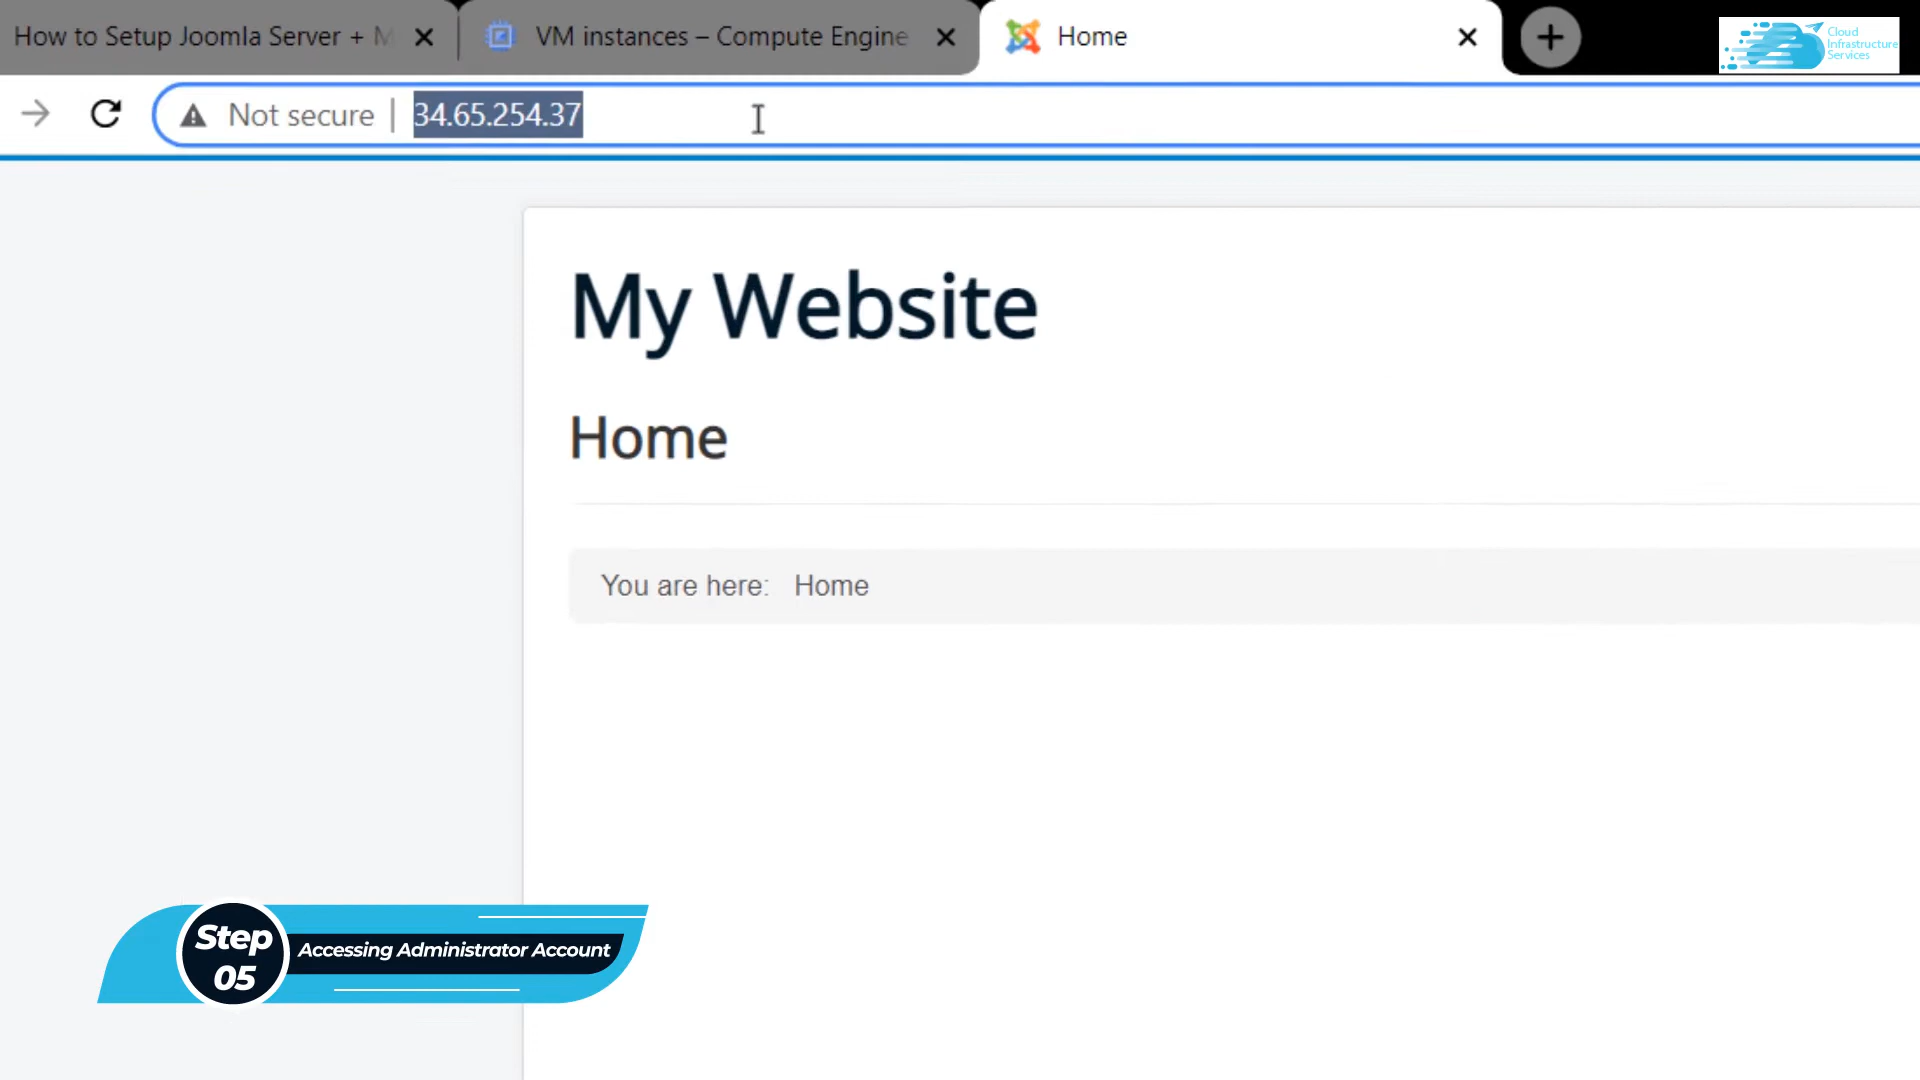 How to Setup Joomla Server + M
VM instances – Compute Engine
Home
Cloud
Infrastructure
Services
Not secure
34.65.254.37
My Website
Home
You are here: Home
Step
05
Accessing Administrator Account